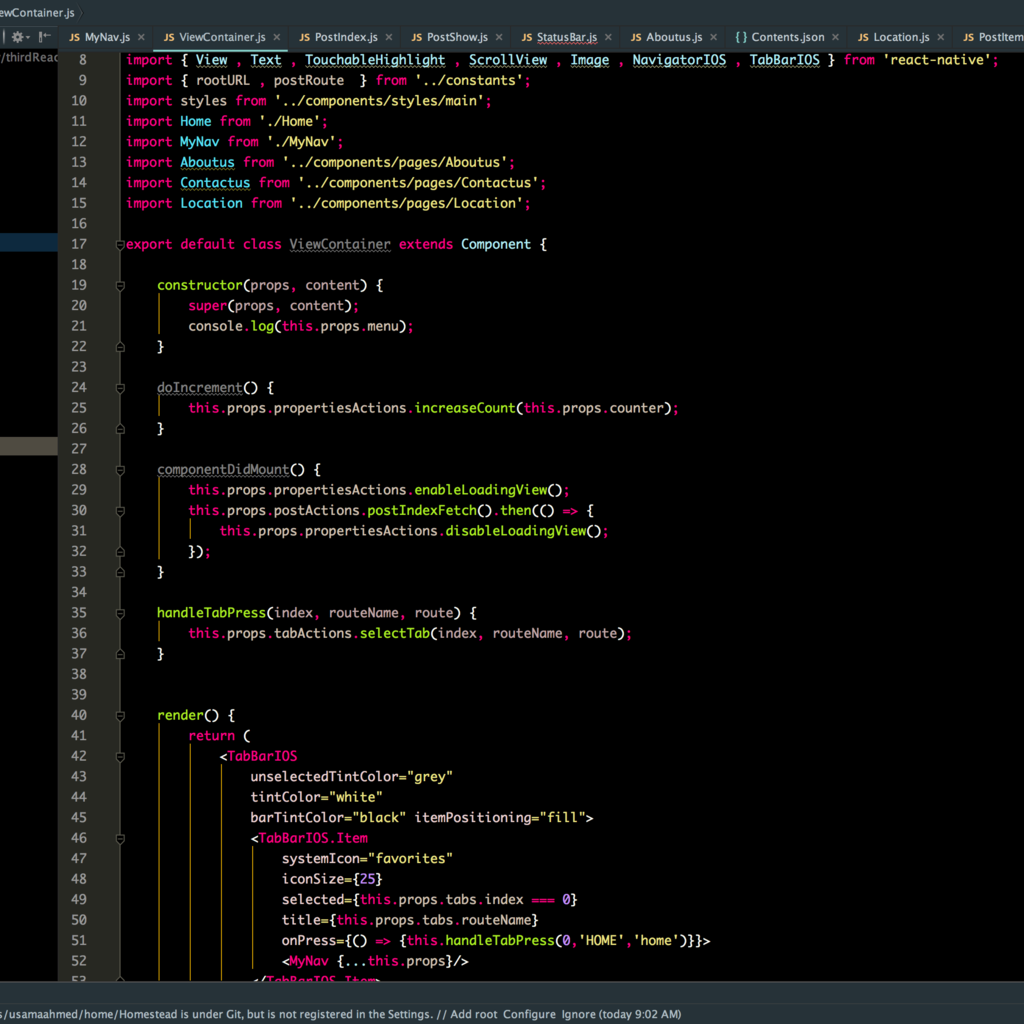 ewContainer.js
MyNav.js ViewContainer.js PostIndex.js PostShow.js StatusBar.js Aboutus.js Contents.json Location.js PostItem
/thirdReac
8 import { View , Text , TouchableHighlight , ScrollView , Image , NavigatorIOS , TabBarIOS } from 'react-native';
9 import { rootURL , postRoute  } from '../constants';
10 import styles from '../components/styles/main';
11 import Home from './Home';
12 import MyNav from './MyNav';
13 import Aboutus from '../components/pages/Aboutus';
14 import Contactus from '../components/pages/Contactus';
15 import Location from '../components/pages/Location';
16
17 export default class ViewContainer extends Component {
18
19 constructor(props, content) {
20 super(props, content);
21 console.log(this.props.menu);
22 }
23
24 doIncrement() {
25 this.props.propertiesActions.increaseCount(this.props.counter);
26 }
27
28 componentDidMount() {
29 this.props.propertiesActions.enableLoadingView();
30 this.props.postActions.postIndexFetch().then(() => {
31 this.props.propertiesActions.disableLoadingView();
32 });
33 }
34
35 handleTabPress(index, routeName, route) {
36 this.props.tabActions.selectTab(index, routeName, route);
37 }
38
39
40 render() {
41 return (
42 <TabBarIOS
43 unselectedTintColor="grey"
44 tintColor="white"
45 barTintColor="black" itemPositioning="fill">
46 <TabBarIOS.Item
47 systemIcon="favorites"
48 iconSize={25}
49 selected={this.props.tabs.index === 0}
50 title={this.props.tabs.routeName}
51 onPress={() => {this.handleTabPress(0,'HOME','home')}}>
52 <MyNav {...this.props}/>
53 </TabBarIOS.Item>
s/usamaahmed/home/Homestead is under Git, but is not registered in the Settings. // Add root Configure Ignore (today 9:02 AM)